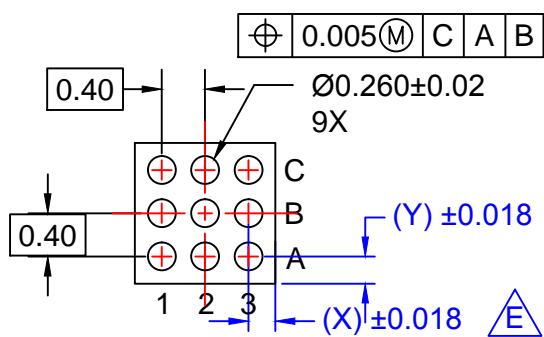 ⌖ 0.005Ⓜ C A B
0.40
Ø0.260±0.02
9X
C
B
A
0.40
(Y) ±0.018
1 2 3
(X) ±0.018
E